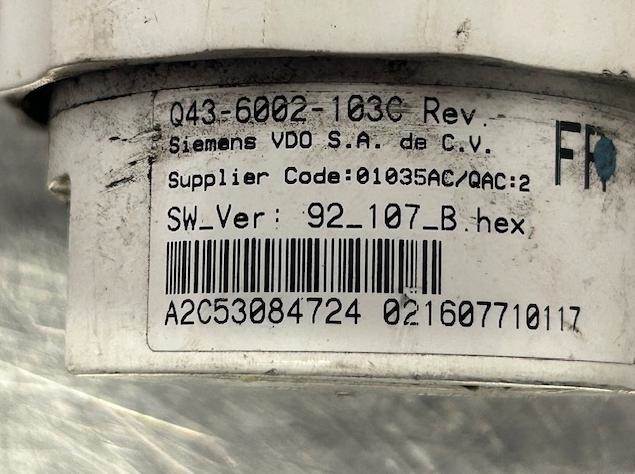 Q43-6002-103C Rev.
Siemens VDO S.A. de C.V.
Supplier Code:01035AC/QAC:2
SW_Ver: 92_107_B.hex
A2C53084724 021607710117